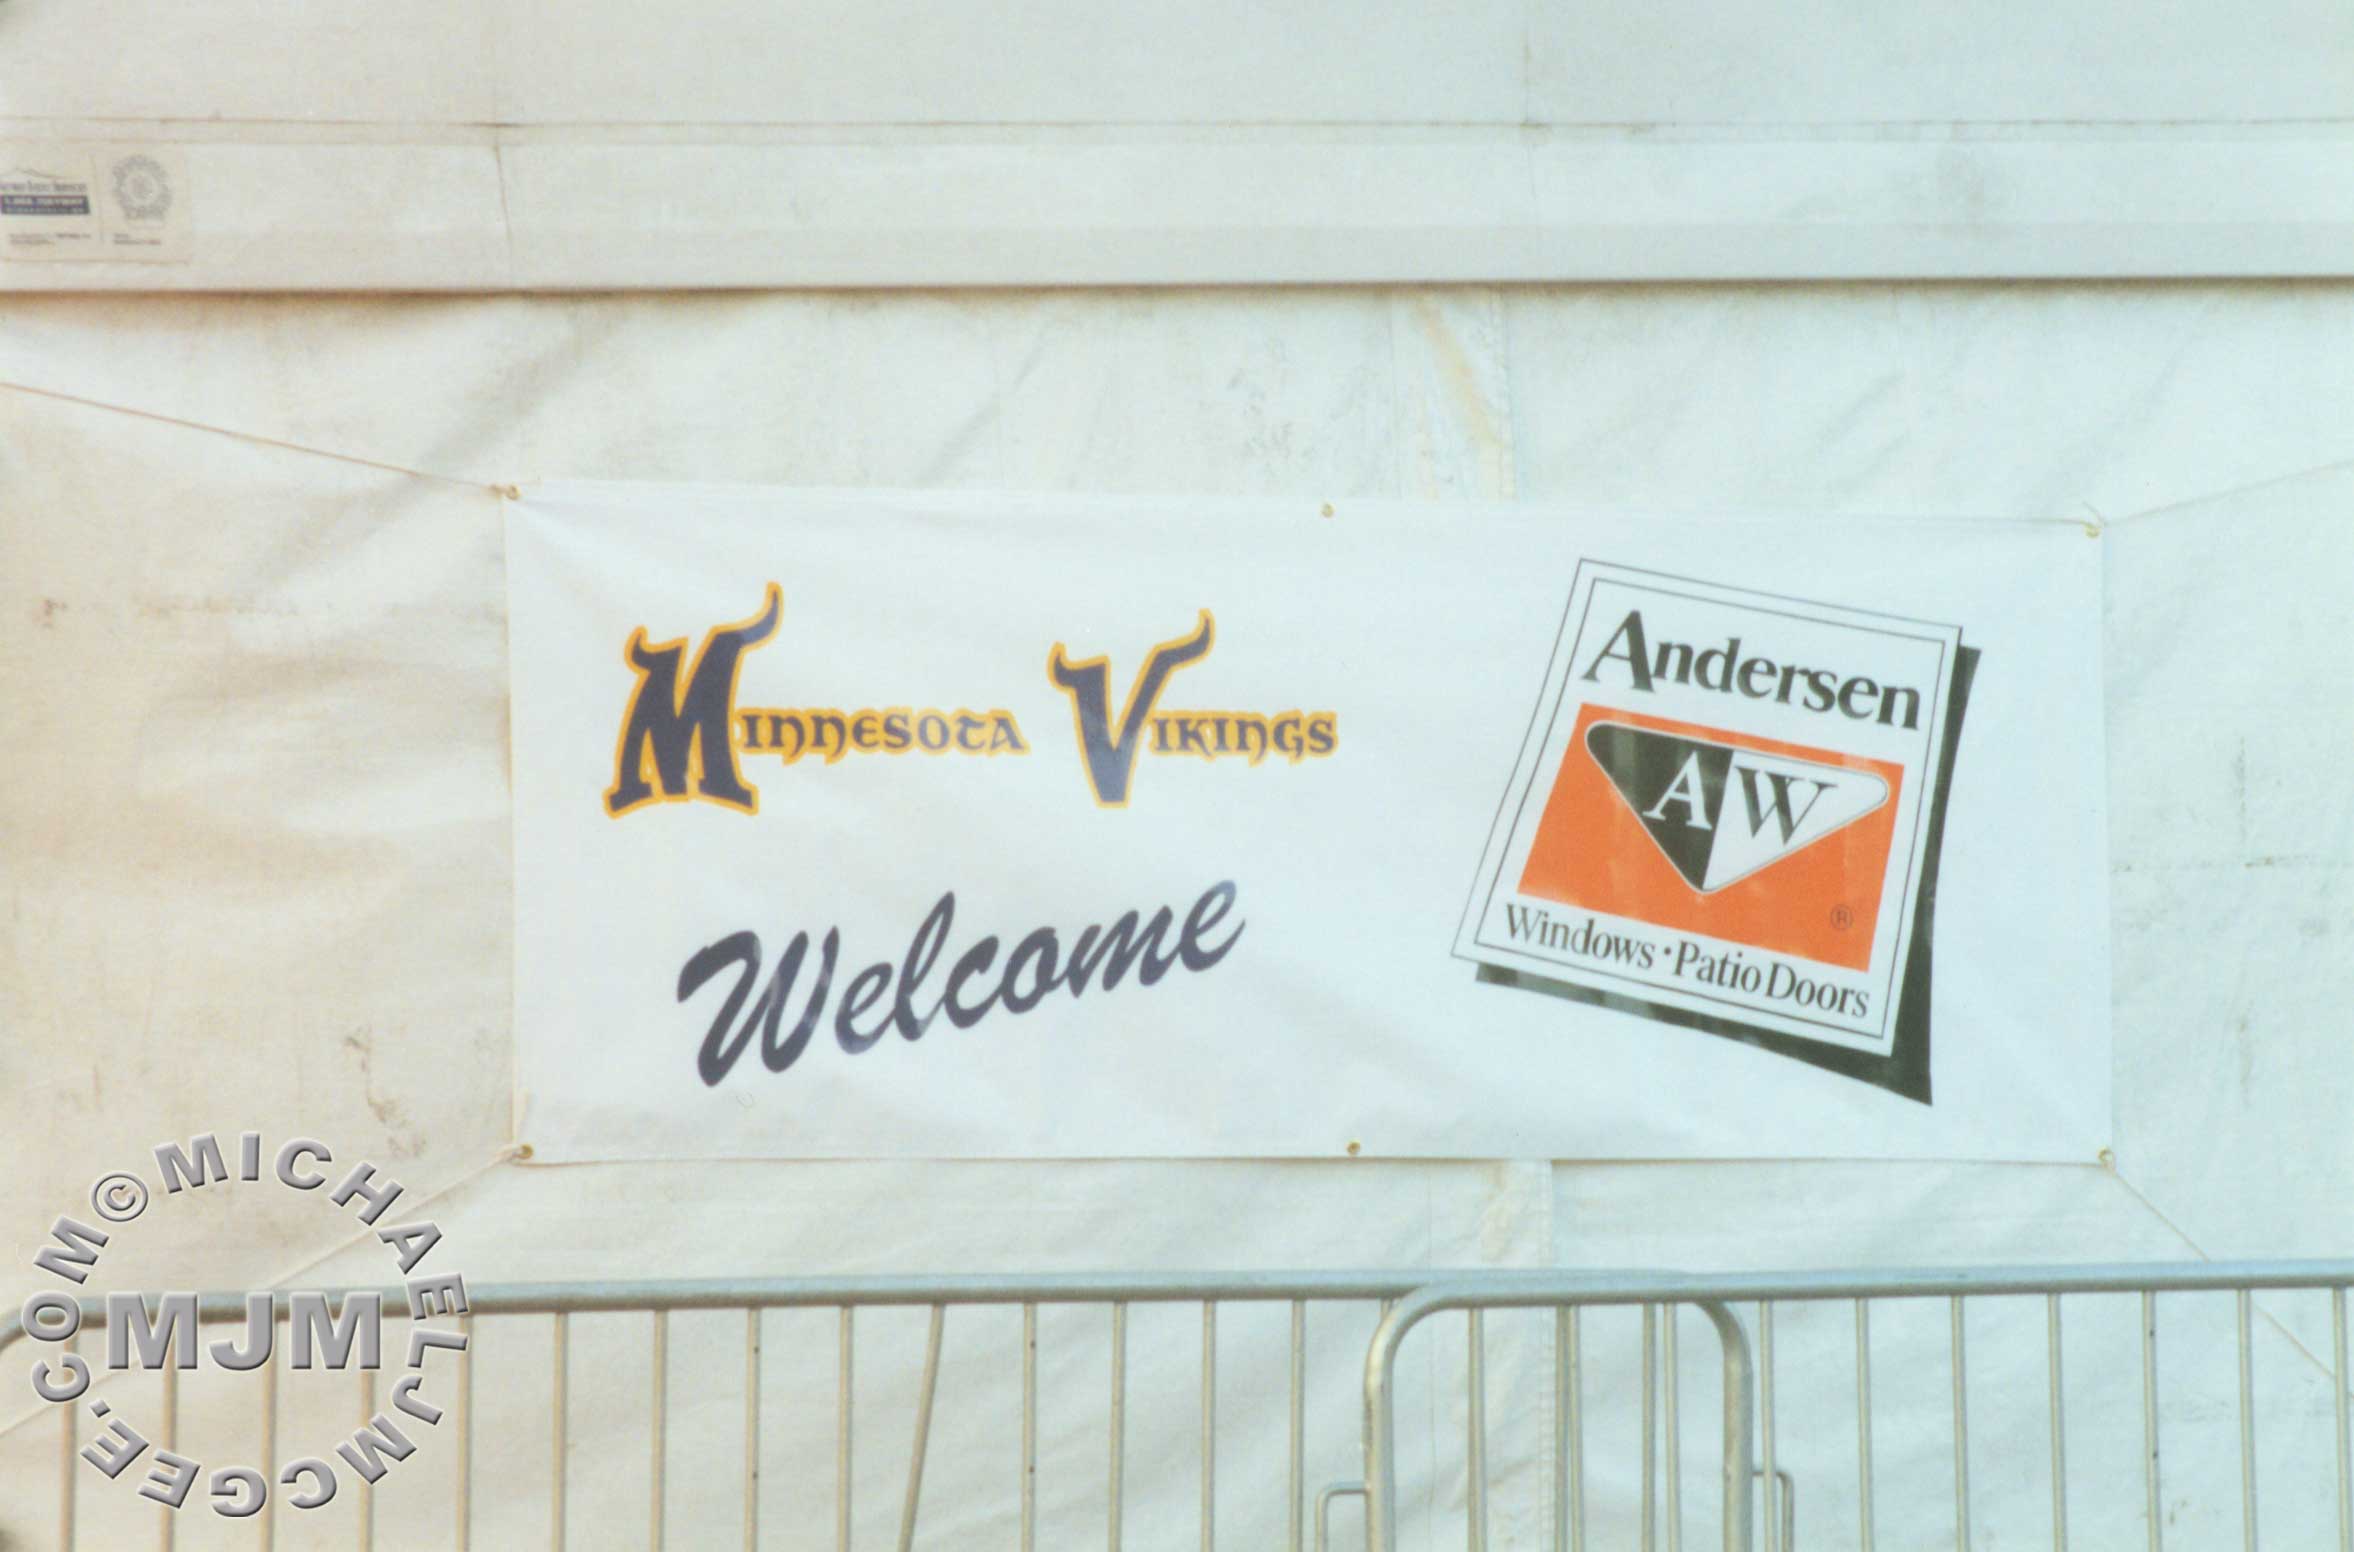 Minnesota Vikings
Welcome
Andersen
AW
®
Windows • Patio Doors
©MICHAELJMCGEE.COM
MJM